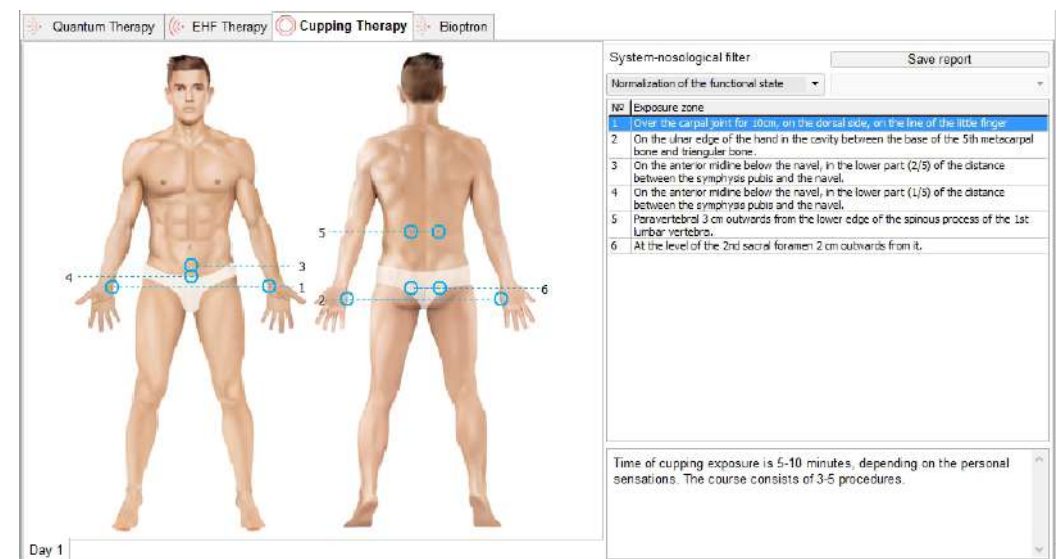 Quantum Therapy
EHF Therapy
Cupping Therapy
Bioptron
System-nosological filter
Save report
Normalization of the functional state
Nº Exposure zone
1 Over the carpal joint for 10cm, on the dorsal side, on the line of the little finger
2 On the ulnar edge of the hand in the cavity between the base of the 5th metacarpal
bone and triangular bone.
3 On the anterior midline below the navel, in the lower part (2/5) of the distance
between the symphysis pubis and the navel.
4 On the anterior midline below the navel, in the lower part (1/5) of the distance
between the symphysis pubis and the navel.
5 Paravertebral 3 cm outwards from the lower edge of the spinous process of the 1st
lumbar vertebra.
6 At the level of the 2nd sacral foramen 2 cm outwards from it.
5
3
4
1
2
6
Time of cupping exposure is 5-10 minutes, depending on the personal
sensations. The course consists of 3-5 procedures.
Day 1